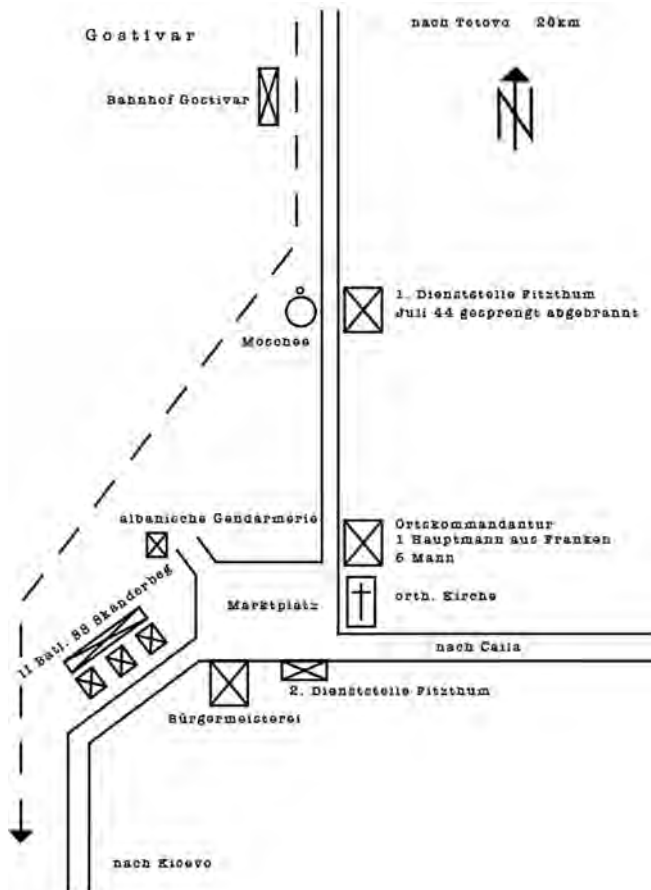 Gostivar
nach Tetovo 26km
Bahnhof Gostivar
N
1. Dienststelle Fitzthum
Juli 44 gesprengt abgebrannt
Moschee
albanische Gendarmerie
Ortskommandantur
1 Hauptmann aus Franken
6 Mann
orth. Kirche
Marktplatz
II Batl. SS Skanderbeg
nach Caila
2. Dienststelle Fitzthum
Bürgermeisterei
nach Kicevo